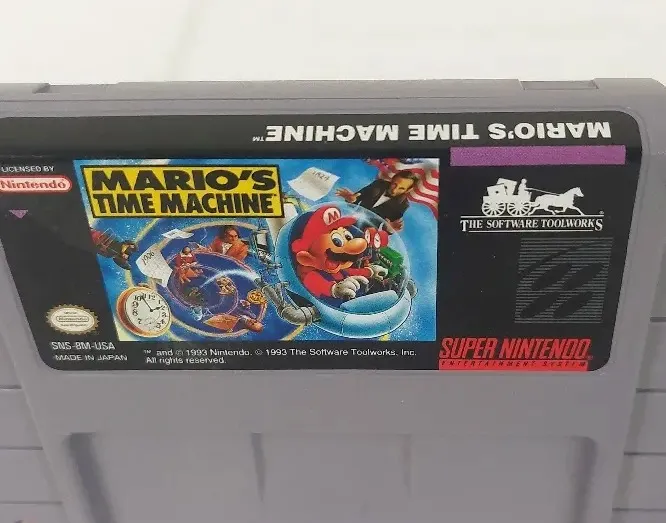 MARIO'S TIME MACHINE™
LICENSED BY
Nintendo
MARIO'S
TIME MACHINE
THE SOFTWARE TOOLWORKS
SNS-8M-USA
MADE IN JAPAN
™ and © 1993 Nintendo. © 1993 The Software Toolworks, Inc.
All rights reserved.
SUPER NINTENDO
ENTERTAINMENT SYSTEM